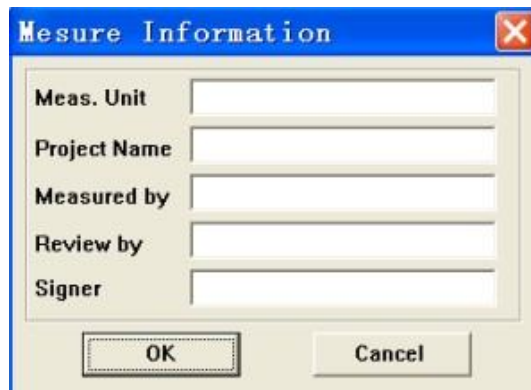 Mesure Information
Meas. Unit
Project Name
Measured by
Review by
Signer
OK Cancel